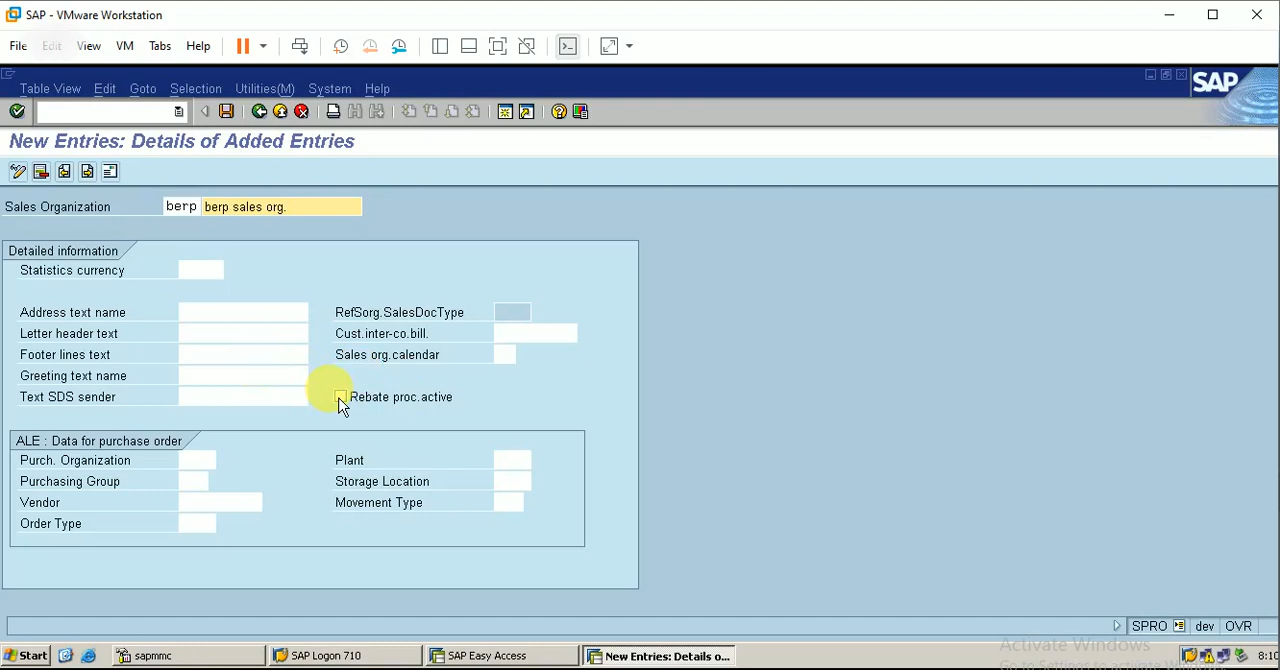 SAP - VMware Workstation
File Edit View VM Tabs Help
Table View Edit Goto Selection Utilities(M) System Help
SAP
New Entries: Details of Added Entries
Sales Organization berp berp sales org.
Detailed information
Statistics currency
Address text name RefSorg.SalesDocType
Letter header text Cust.inter-co.bill.
Footer lines text Sales org.calendar
Greeting text name
Text SDS sender Rebate proc.active
ALE : Data for purchase order
Purch. Organization Plant
Purchasing Group Storage Location
Vendor Movement Type
Order Type
SPRO dev OVR
Activate Windows
Start sapmmc SAP Logon 710 SAP Easy Access New Entries: Details o... 8:10